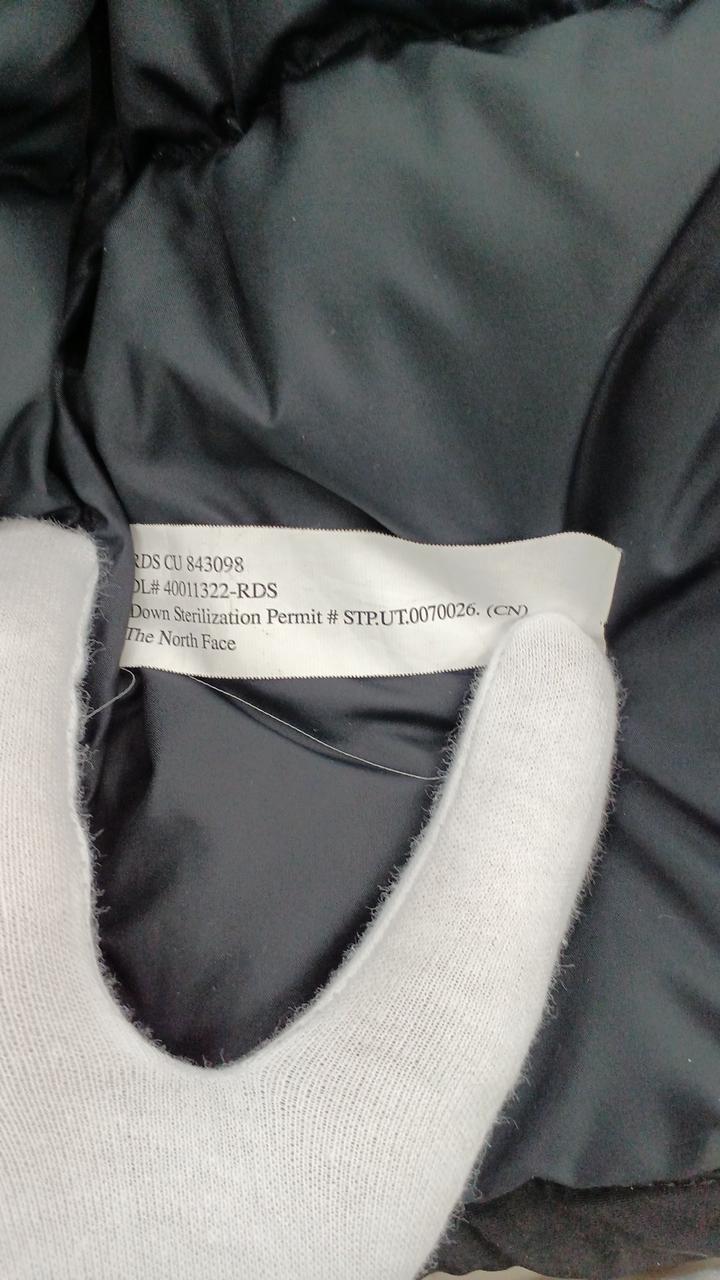 RDS CU 843098
DL# 40011322-RDS
Down Sterilization Permit # STP.UT.0070026. (CN)
The North Face